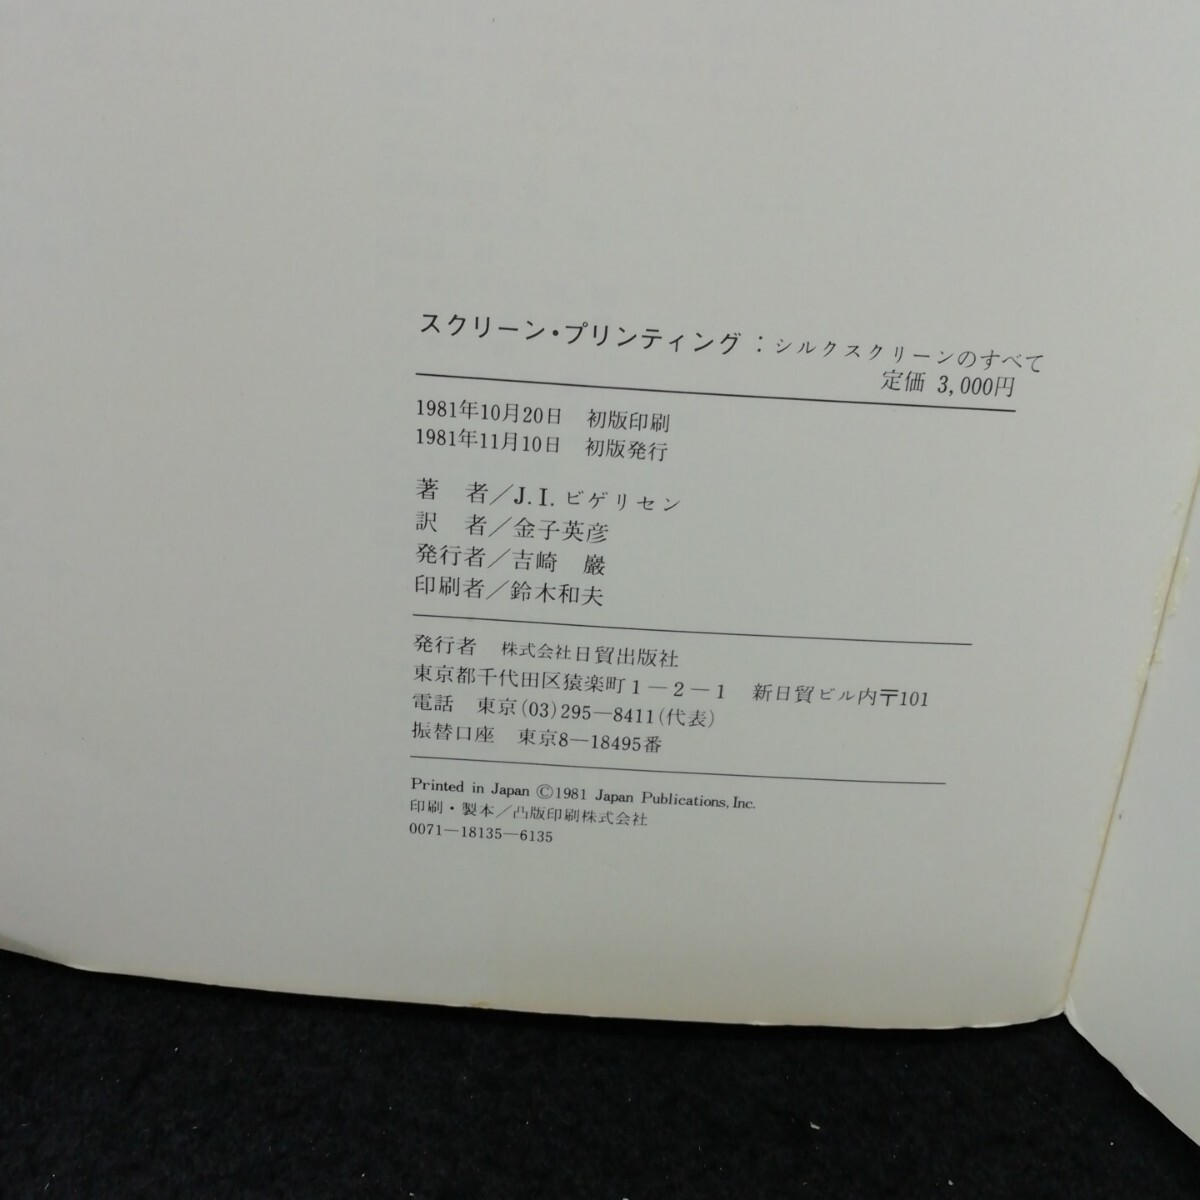 スクリーン・プリンティング：シルクスクリーンのすべて
定価 3,000円
1981年10月20日　初版印刷
1981年11月10日　初版発行
著　者／J.I.ビゲリセン
訳　者／金子英彦
発行者／吉崎　巖
印刷者／鈴木和夫
発行者　株式会社日貿出版社
東京都千代田区猿楽町1－2－1　新日貿ビル内〒101
電話　東京(03)295―8411(代表)
振替口座　東京8―18495番
Printed in Japan ©1981 Japan Publications, Inc.
印刷・製本／凸版印刷株式会社
0071―18135―6135